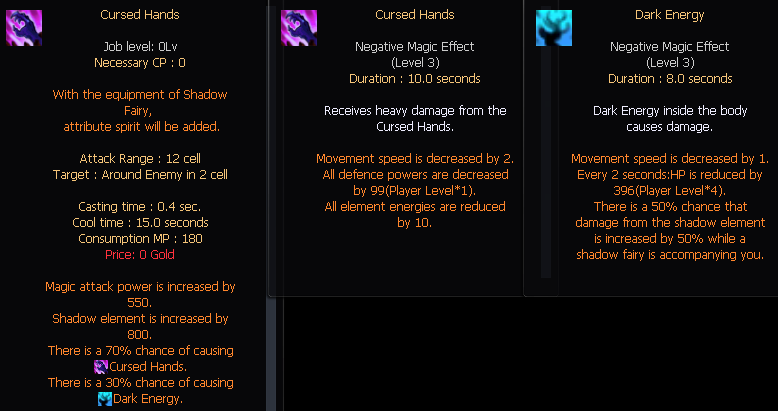 Cursed Hands
Job level: 0Lv
Necessary CP : 0
With the equipment of Shadow
Fairy,
attribute spirit will be added.
Attack Range : 12 cell
Target : Around Enemy in 2 cell
Casting time : 0.4 sec.
Cool time : 15.0 seconds
Consumption MP : 180
Price: 0 Gold
Magic attack power is increased by
550.
Shadow element is increased by
800.
There is a 70% chance of causing
Cursed Hands.
There is a 30% chance of causing
Dark Energy.
Cursed Hands
Negative Magic Effect
(Level 3)
Duration : 10.0 seconds
Receives heavy damage from the
Cursed Hands.
Movement speed is decreased by 2.
All defence powers are decreased
by 99(Player Level*1).
All element energies are reduced
by 10.
Dark Energy
Negative Magic Effect
(Level 3)
Duration : 8.0 seconds
Dark Energy inside the body
causes damage.
Movement speed is decreased by 1.
Every 2 seconds:HP is reduced by
396(Player Level*4).
There is a 50% chance that
damage from the shadow element
is increased by 50% while a
shadow fairy is accompanying you.